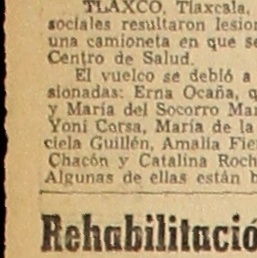 TLAXCO, Tlaxcala,
sociales resultaron lesion
una camioneta en que se
Centro de Salud.
El vuelco se debió a
sionadas: Erna Ocaña, q
y María del Socorro Mar
Yoni Corsa, María de la
ciela Guillén, Amalia Fie
Chacón y Catalina Roch
Algunas de ellas están b
Rehabilitació